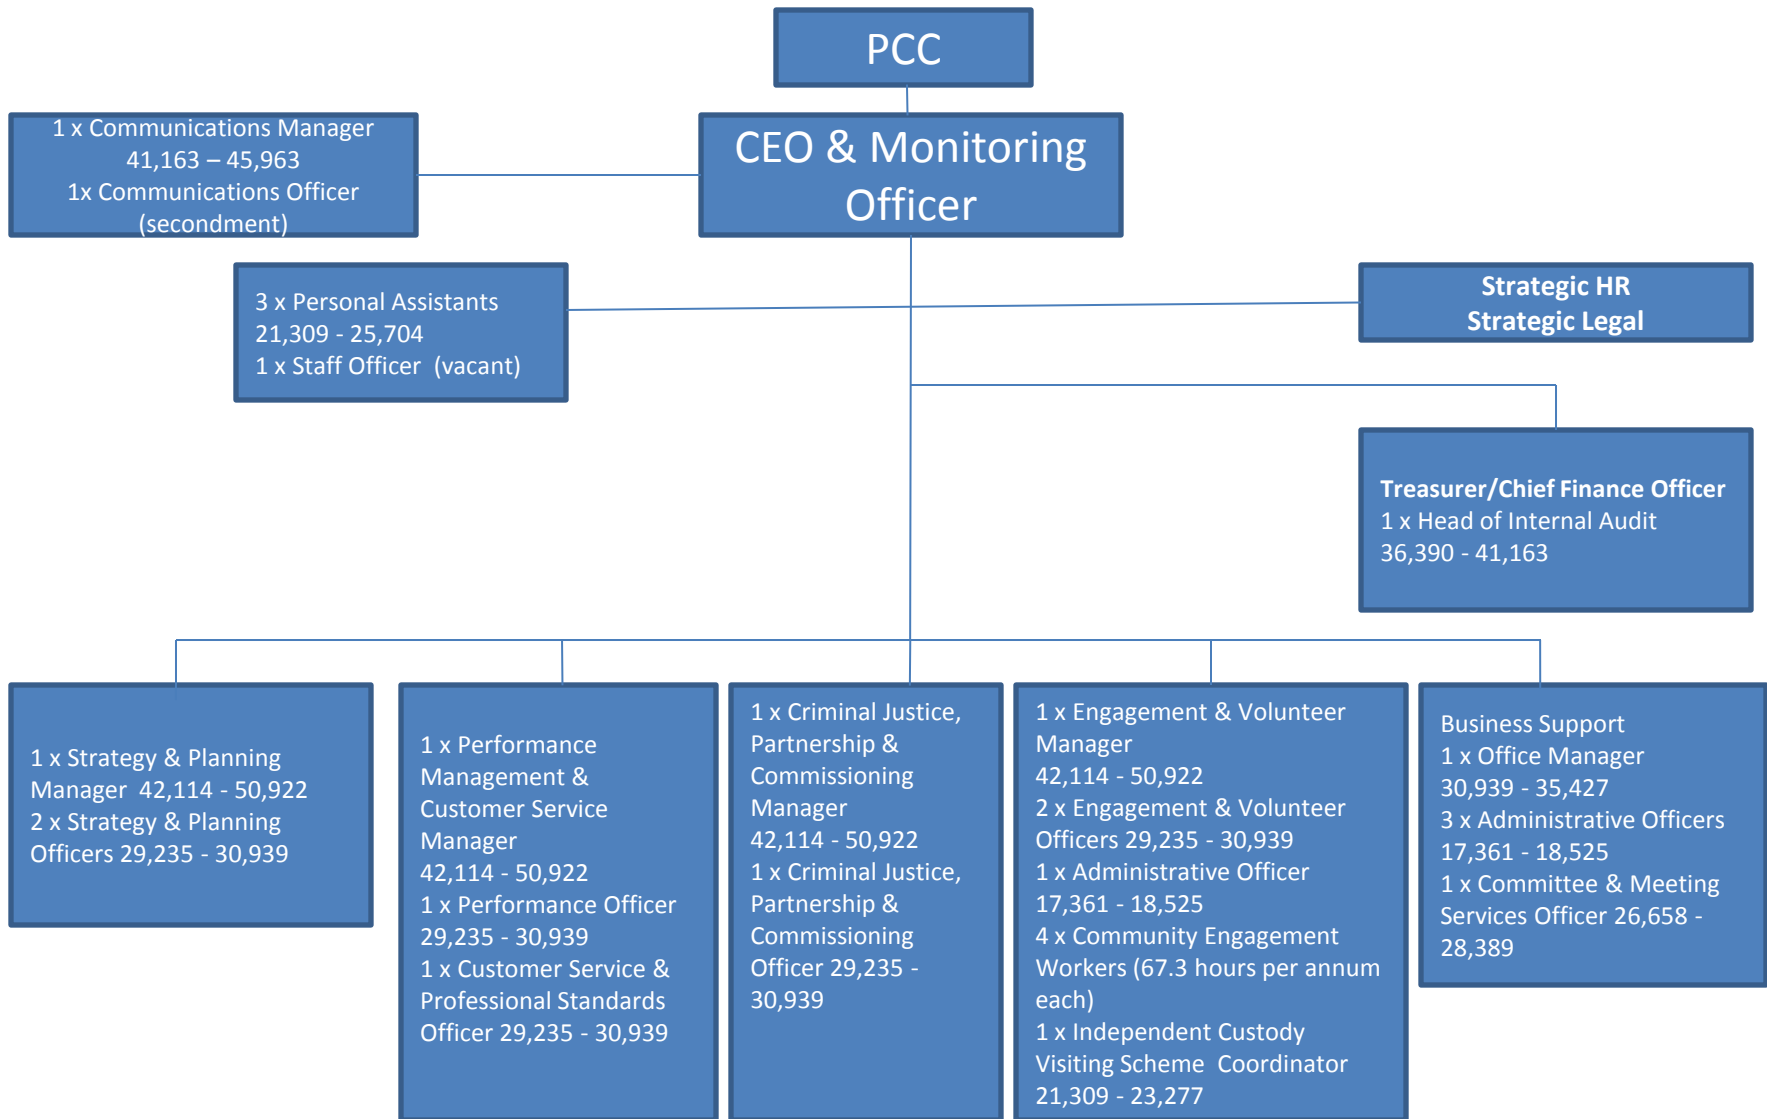 PCC
CEO & Monitoring
Officer
1 x Communications Manager
41,163 – 45,963
1x Communications Officer
(secondment)
3 x Personal Assistants
21,309 - 25,704
1 x Staff Officer  (vacant)
Strategic HR
Strategic Legal
Treasurer/Chief Finance Officer
1 x Head of Internal Audit
36,390 - 41,163
1 x Strategy & Planning
Manager  42,114 - 50,922
2 x Strategy & Planning
Officers 29,235 - 30,939
1 x Performance
Management &
Customer Service
Manager
42,114 - 50,922
1 x Performance Officer
29,235 - 30,939
1 x Customer Service &
Professional Standards
Officer 29,235 - 30,939
1 x Criminal Justice,
Partnership &
Commissioning
Manager
42,114 - 50,922
1 x Criminal Justice,
Partnership &
Commissioning
Officer 29,235 -
30,939
1 x Engagement & Volunteer
Manager
42,114 - 50,922
2 x Engagement & Volunteer
Officers 29,235 - 30,939
1 x Administrative Officer
17,361 - 18,525
4 x Community Engagement
Workers (67.3 hours per annum
each)
1 x Independent Custody
Visiting Scheme  Coordinator
21,309 - 23,277
Business Support
1 x Office Manager
30,939 - 35,427
3 x Administrative Officers
17,361 - 18,525
1 x Committee & Meeting
Services Officer 26,658 -
28,389